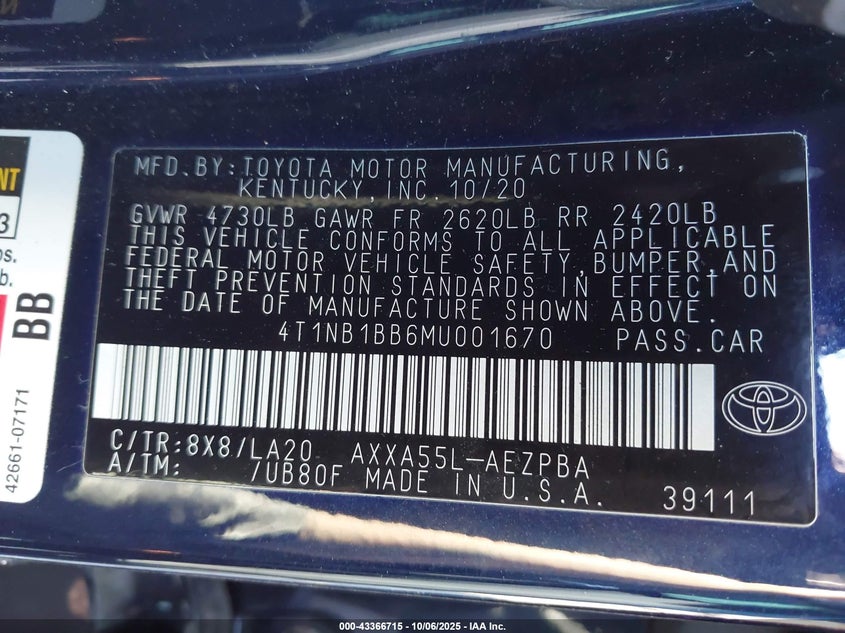 NT
3
os.
b.
BB
42661-07171
MFD.BY:TOYOTA MOTOR MANUFACTURING,
KENTUCKY,INC.10/20
GVWR 4730LB GAWR FR 2620LB RR 2420LB
THIS VEHICLE CONFORMS TO ALL APPLICABLE
FEDERAL MOTOR VEHICLE SAFETY,BUMPER,AND
THEFT PREVENTION STANDARDS IN EFFECT ON
THE DATE OF MANUFACTURE SHOWN ABOVE.
4T1NB1BB6MU001670 PASS.CAR
C/TR:8X8/LA20 AXXA55L-AEZPBA
A/TM: /UB80F MADE IN U.S.A. 39111
000-43366715 - 10/06/2025 - IAA Inc.